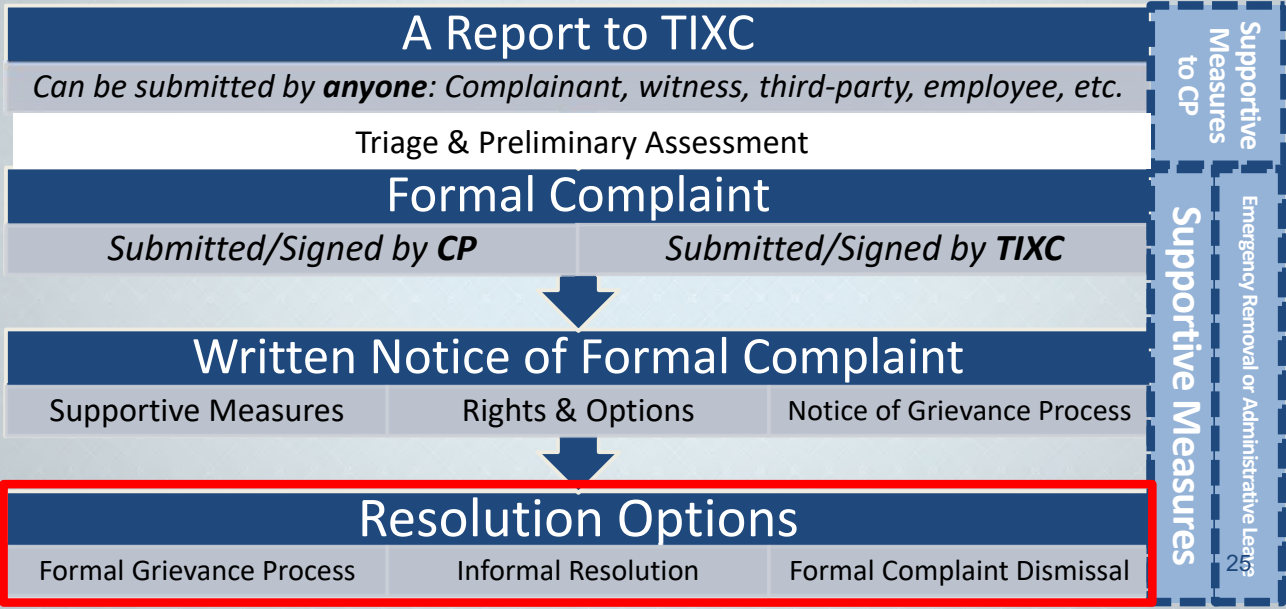 A Report to TIXC
Can be submitted by anyone: Complainant, witness, third-party, employee, etc.
Triage & Preliminary Assessment
Formal Complaint
Submitted/Signed by CP
Submitted/Signed by TIXC
Written Notice of Formal Complaint
Supportive Measures
Rights & Options
Notice of Grievance Process
Resolution Options
Formal Grievance Process
Informal Resolution
Formal Complaint Dismissal
Supportive
Measures
to CP
Supportive Measures
Emergency Removal or Administrative Leave
25